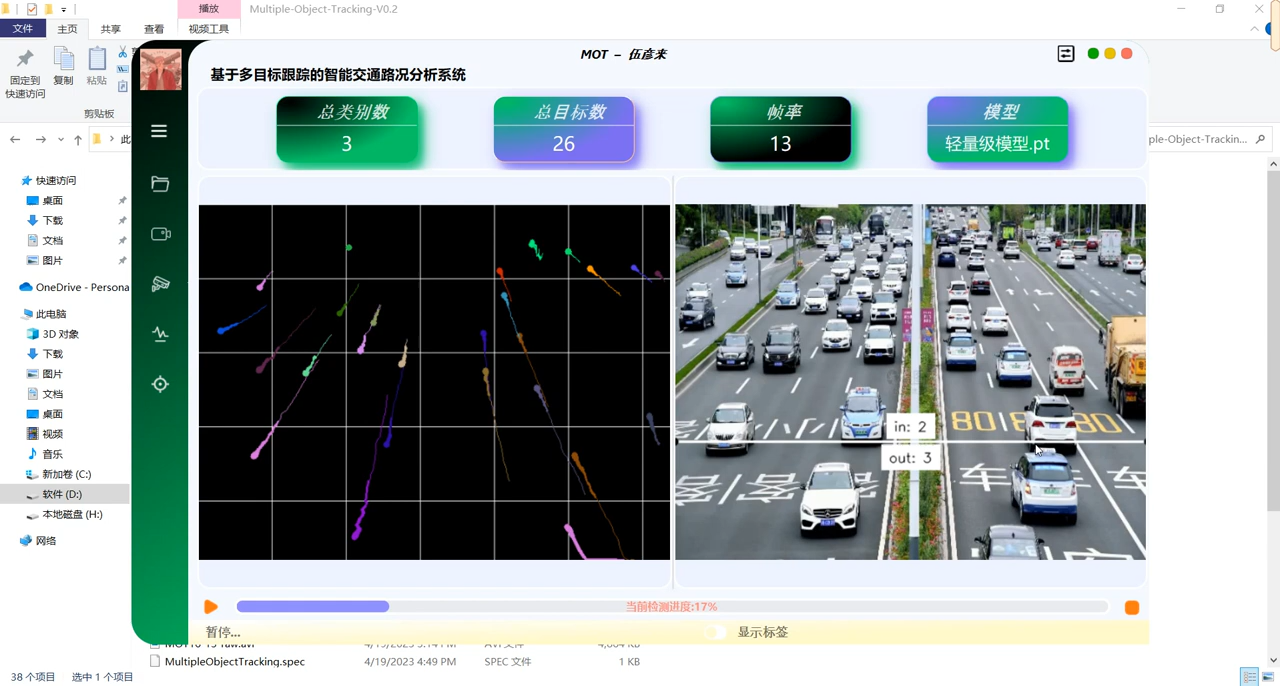 播放
Multiple-Object-Tracking-V0.2
文件
主页
共享
查看
视频工具
固定到
快速访问
复制
粘贴
剪贴板
MOT – 伍彦来
基于多目标跟踪的智能交通路况分析系统
总类别数
3
总目标数
26
帧率
13
模型
轻量级模型.pt
此
ple-Object-Trackin...
快速访问
桌面
下载
文档
图片
OneDrive - Persona
此电脑
3D 对象
下载
图片
文档
桌面
视频
音乐
新加卷 (C:)
软件 (D:)
本地磁盘 (H:)
网络
80
80
in: 2
out: 3
车
当前检测进度:17%
暂停...
显示标签
MultipleObjectTracking.spec
4/19/2023 4:49 PM
SPEC 文件
1 KB
38 个项目
选中 1 个项目